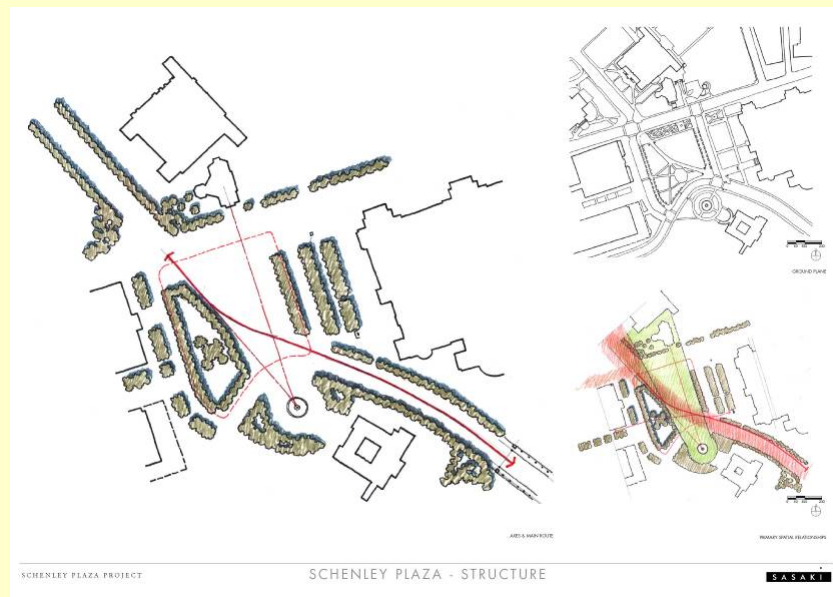 GROUND PLANE
AXES & MAIN ROUTE
PRIMARY SPATIAL RELATIONSHIPS
SCHENLEY PLAZA PROJECT
SCHENLEY PLAZA - STRUCTURE
SASAKI